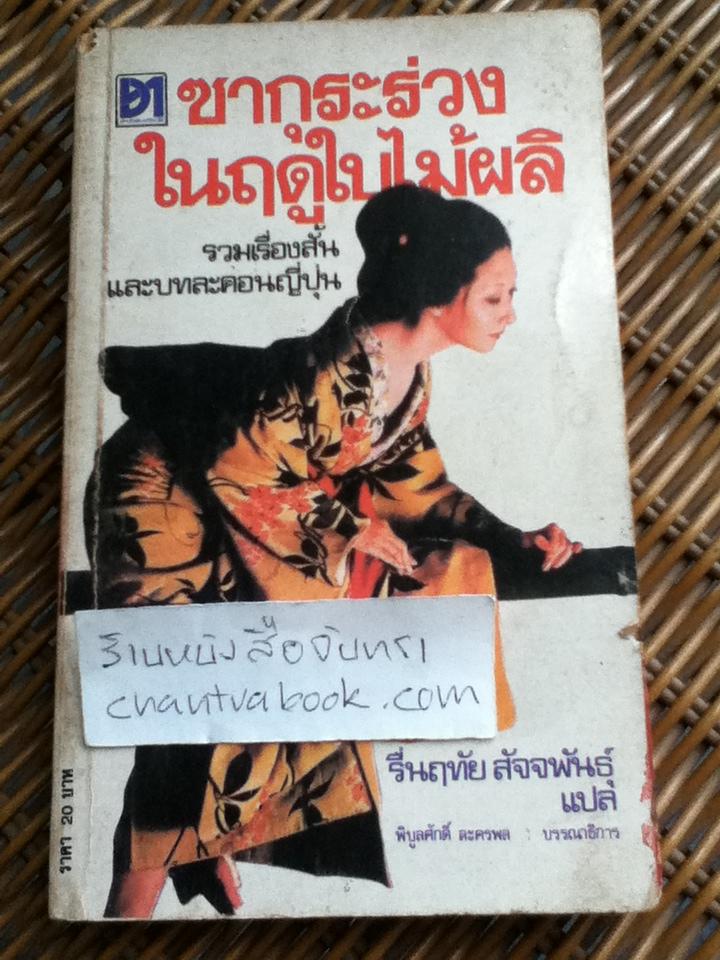 ซากุระร่วง
ในฤดูใบไม้ผลิ
รวมเรื่องสั้น
และบทละคอนญี่ปุ่น
ร้านหนังสือจันทรา
chantrabook.com
รื่นฤทัย สัจจพันธุ์
แปล
พิบูลศักดิ์ ละครพล : บรรณาธิการ
ราคา 20 บาท